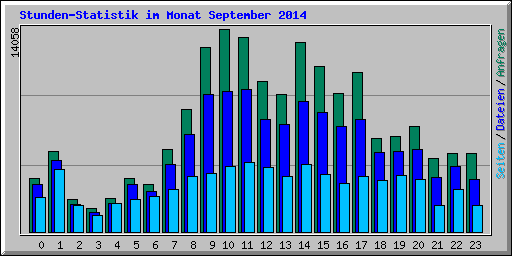 Stunden-Statistik im Monat September 2014
14058
Seiten / Dateien / Anfragen
0 1 2 3 4 5 6 7 8 9 10 11 12 13 14 15 16 17 18 19 20 21 22 23